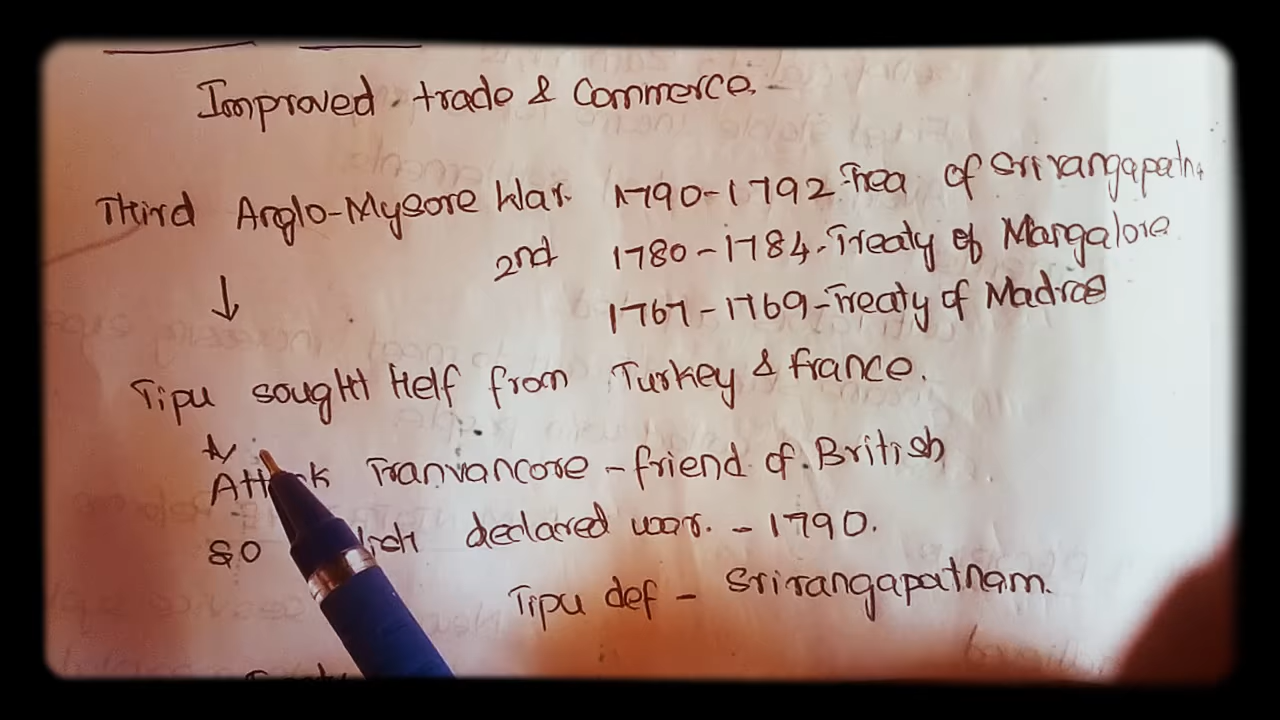 Improved trade & Commerce.
Third Anglo-Mysore War. 1790-1792-Trea of Srirangapatn
2nd 1780-1784-Treaty of Mangalore
1767-1769-Treaty of Madras
↓
Tipu sought Helf from Turkey & france.
Attack Tranvancore - friend of British
so declared war. - 1790.
Tipu def - Srirangapatnam.